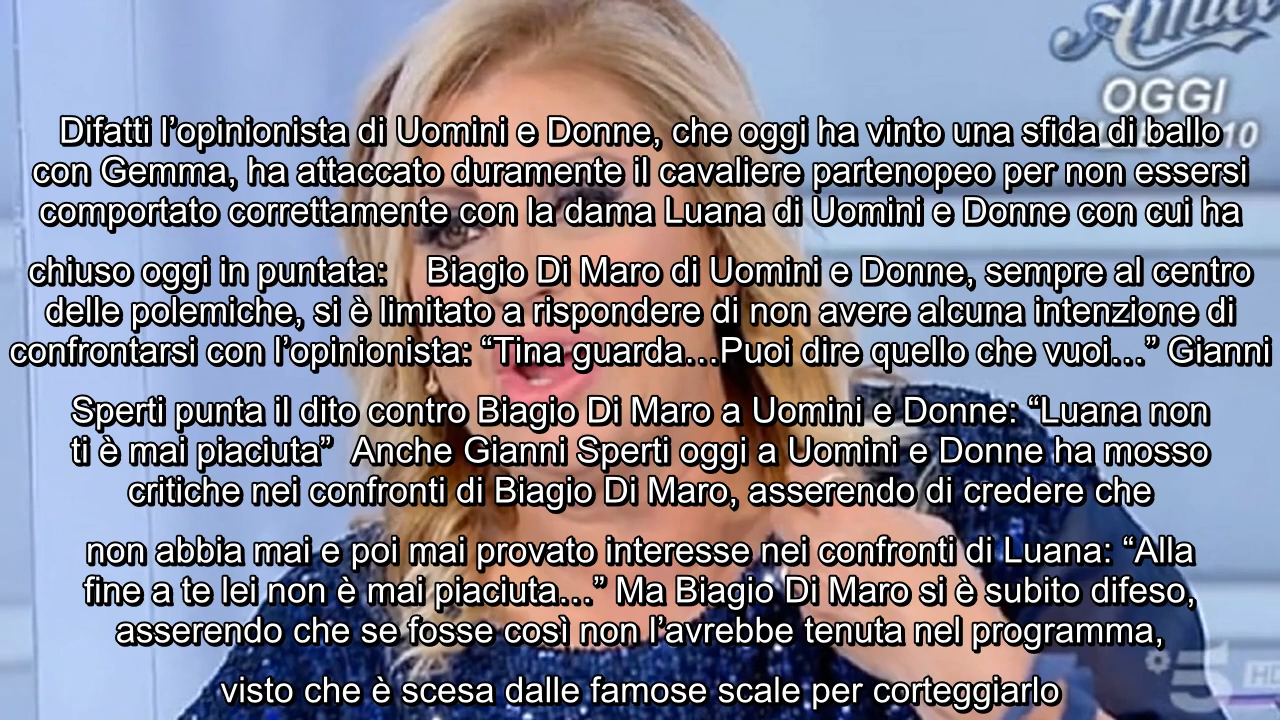 Amici
OGGI
10
Difatti l’opinionista di Uomini e Donne, che oggi ha vinto una sfida di ballo
con Gemma, ha attaccato duramente il cavaliere partenopeo per non essersi
comportato correttamente con la dama Luana di Uomini e Donne con cui ha
chiuso oggi in puntata: Biagio Di Maro di Uomini e Donne, sempre al centro
delle polemiche, si è limitato a rispondere di non avere alcuna intenzione di
confrontarsi con l’opinionista: “Tina guarda…Puoi dire quello che vuoi…” Gianni
Sperti punta il dito contro Biagio Di Maro a Uomini e Donne: “Luana non
ti è mai piaciuta” Anche Gianni Sperti oggi a Uomini e Donne ha mosso
critiche nei confronti di Biagio Di Maro, asserendo di credere che
non abbia mai e poi mai provato interesse nei confronti di Luana: “Alla
fine a te lei non è mai piaciuta…” Ma Biagio Di Maro si è subito difeso,
asserendo che se fosse così non l’avrebbe tenuta nel programma,
visto che è scesa dalle famose scale per corteggiarlo
5 HD